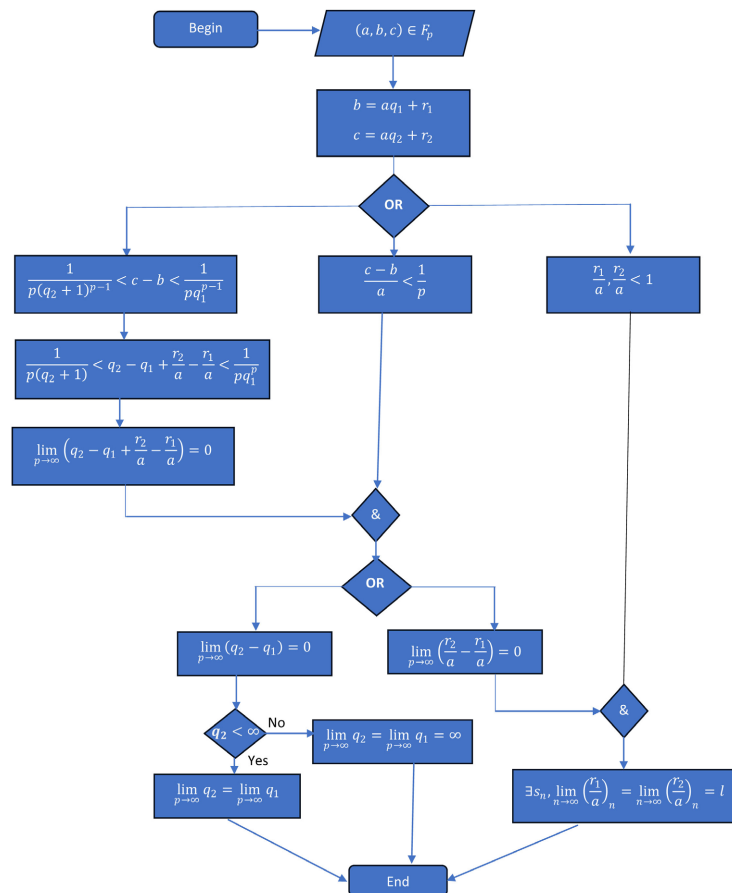 Begin
(a, b, c) ∈ F_p
b = aq_1 + r_1
c = aq_2 + r_2
OR
1/(p(q_2 + 1)^{p−1}) < c − b < 1/(pq_1^{p−1})
(c − b)/a < 1/p
r_1/a, r_2/a < 1
1/(p(q_2 + 1)) < q_2 − q_1 + r_2/a − r_1/a < 1/(pq_1^p)
lim_{p→∞} (q_2 − q_1 + r_2/a − r_1/a) = 0
&
OR
lim_{p→∞} (q_2 − q_1) = 0
lim_{p→∞} (r_2/a − r_1/a) = 0
&
q_2 < ∞
No
lim_{p→∞} q_2 = lim_{p→∞} q_1 = ∞
Yes
lim_{p→∞} q_2 = lim_{p→∞} q_1
∃s_n, lim_{n→∞} (r_1/a)_n = lim_{n→∞} (r_2/a)_n = l
End